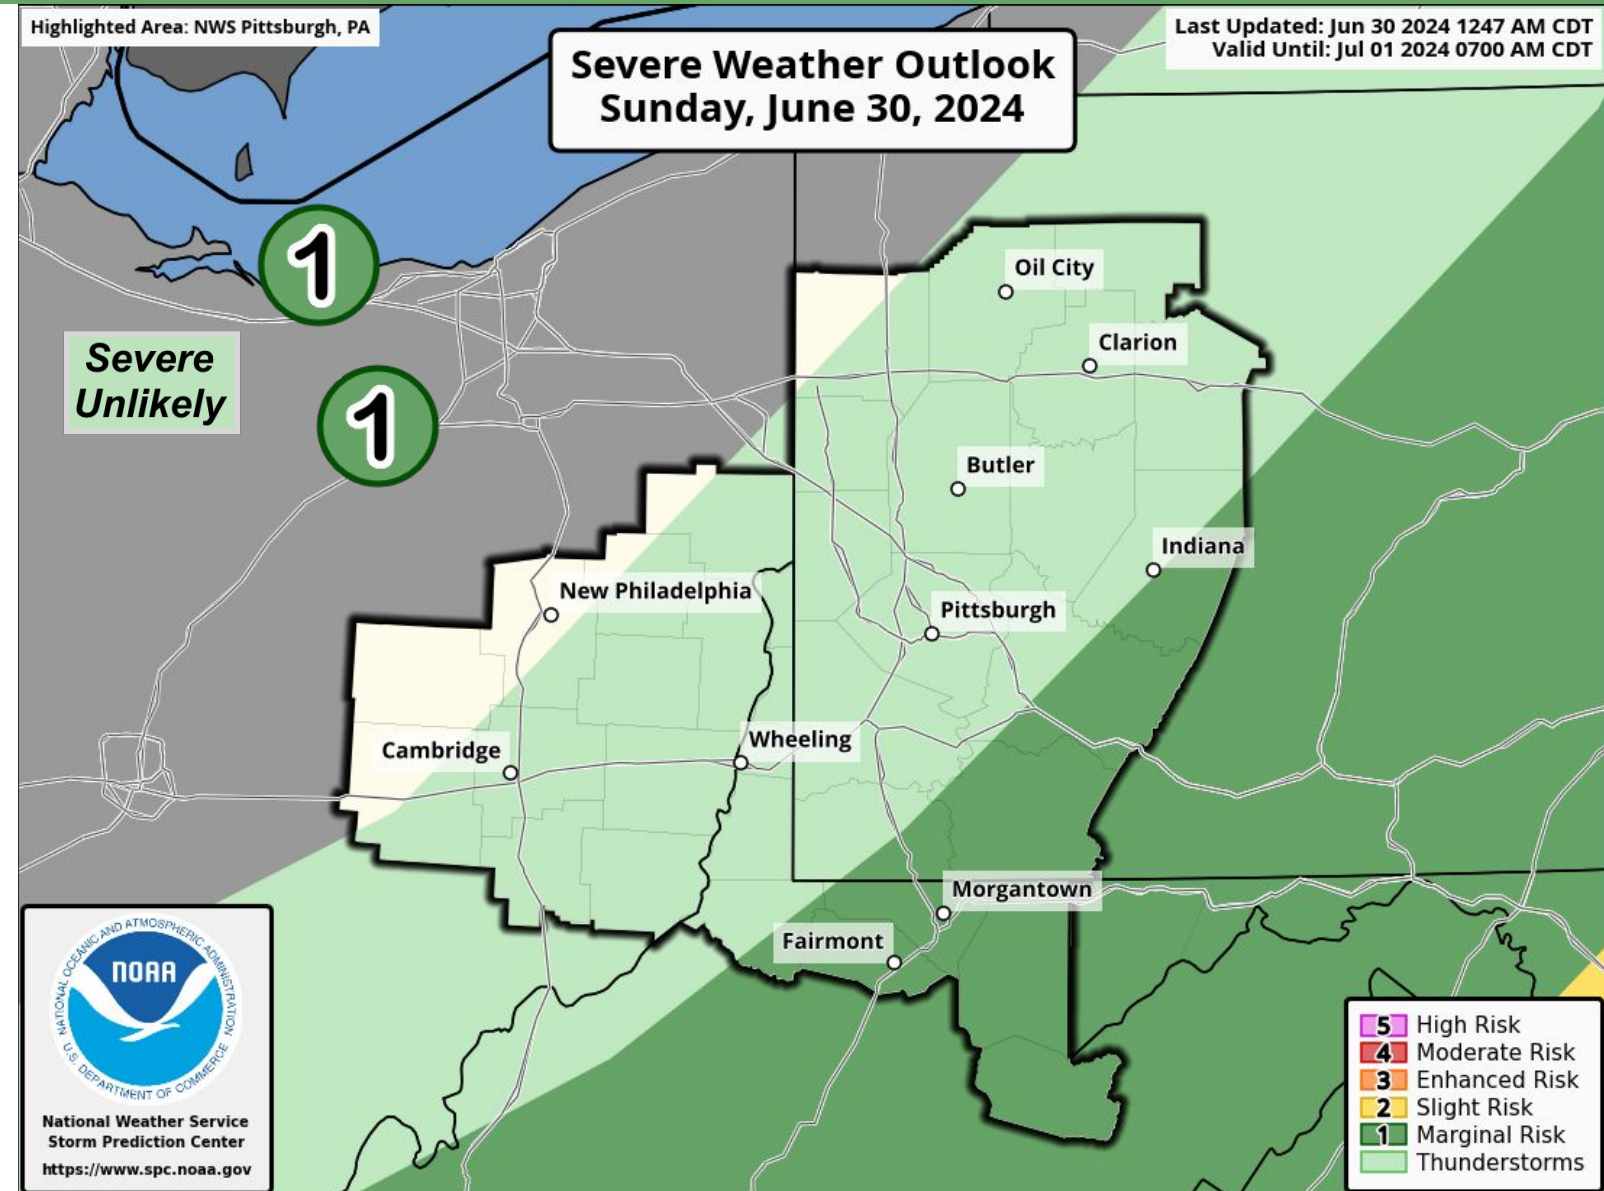 Highlighted Area: NWS Pittsburgh, PA
Severe Weather Outlook
Sunday, June 30, 2024
Last Updated: Jun 30 2024 1247 AM CDT
Valid Until: Jul 01 2024 0700 AM CDT
1
Severe
Unlikely
1
Oil City
Clarion
Butler
Indiana
New Philadelphia
Pittsburgh
Cambridge
Wheeling
Morgantown
Fairmont
NATIONAL OCEANIC AND ATMOSPHERIC ADMINISTRATION
NOAA
U.S. DEPARTMENT OF COMMERCE
National Weather Service
Storm Prediction Center
https://www.spc.noaa.gov
5 High Risk
4 Moderate Risk
3 Enhanced Risk
2 Slight Risk
1 Marginal Risk
Thunderstorms